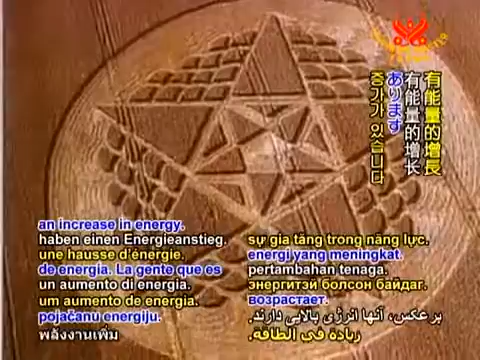 有能量的增長
有能量的增长
あります
증가가 있습니다
an increase in energy.
haben einen Energieanstieg.
une hausse d'énergie.
de energía. La gente que es
un aumento di energia.
um aumento de energia.
pojačanu energiju.
พลังงานเพิ่ม
sự gia tăng trong năng lực.
energi yang meningkat.
pertambahan tenaga.
энергитэй болсон байдаг.
возрастает.
برعکس، آنها انرژی بالایی دارند.
زيادة في الطاقة.